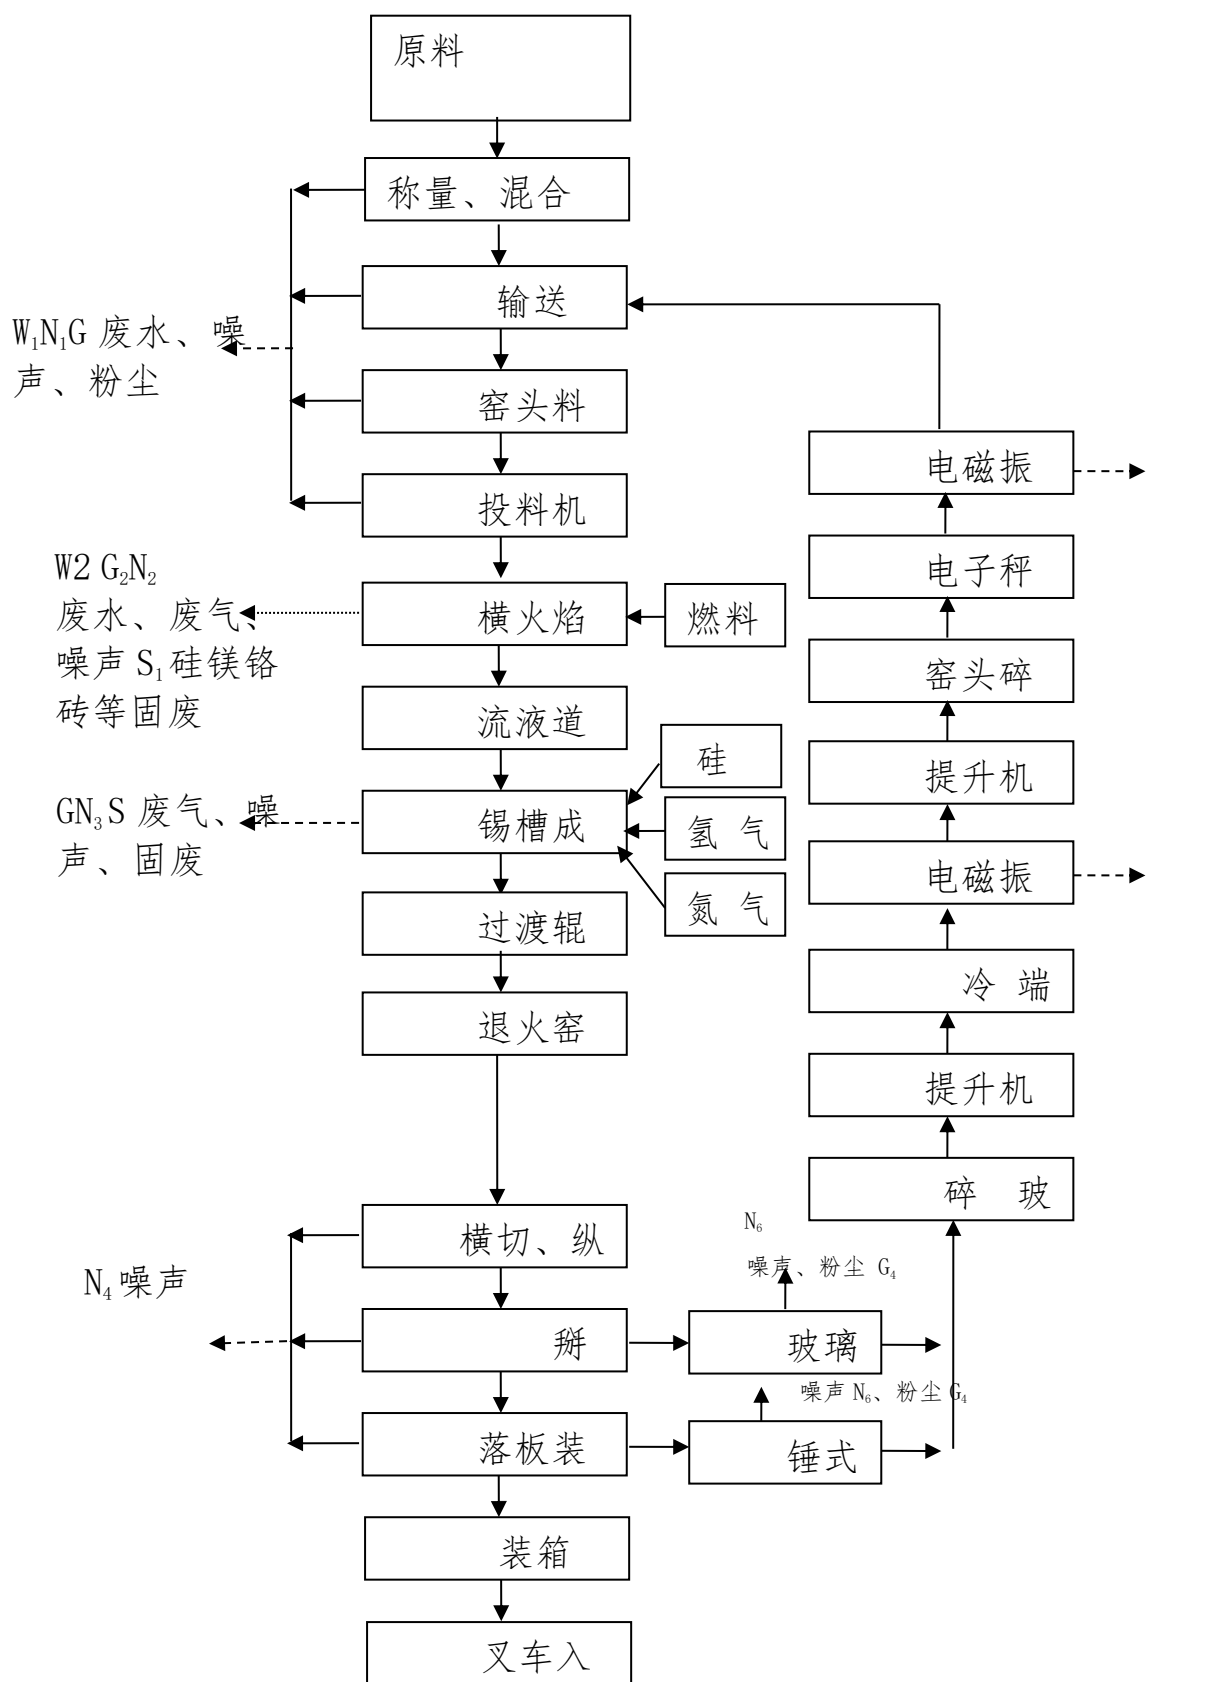 原料
称量、混合
输送
W₁N₁G 废水、噪
声、粉尘
窑头料
电磁振
投料机
W2 G₂N₂
废水、废气、
噪声 S₁硅镁铬
砖等固废
电子秤
横火焰
燃料
窑头碎
流液道
硅
提升机
GN₃S 废气、噪
声、固废
锡槽成
氢 气
电磁振
氮 气
过渡辊
冷 端
退火窑
提升机
碎 玻
横切、纵
N₆
噪声、粉尘 G₄
N₄噪声
掰
玻璃
噪声 N₆、粉尘 G₄
落板装
锤式
装箱
叉车入